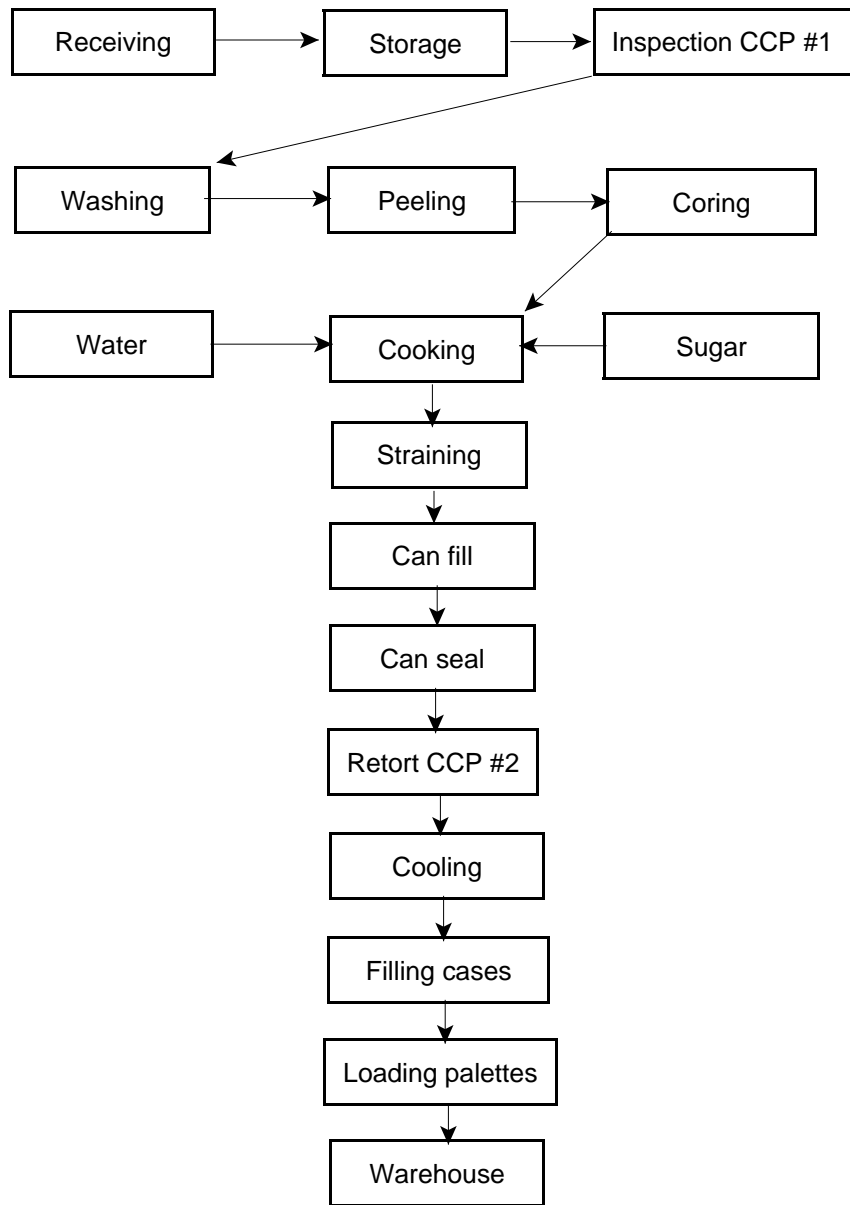 Receiving
Storage
Inspection CCP #1
Washing
Peeling
Coring
Water
Cooking
Sugar
Straining
Can fill
Can seal
Retort CCP #2
Cooling
Filling cases
Loading palettes
Warehouse